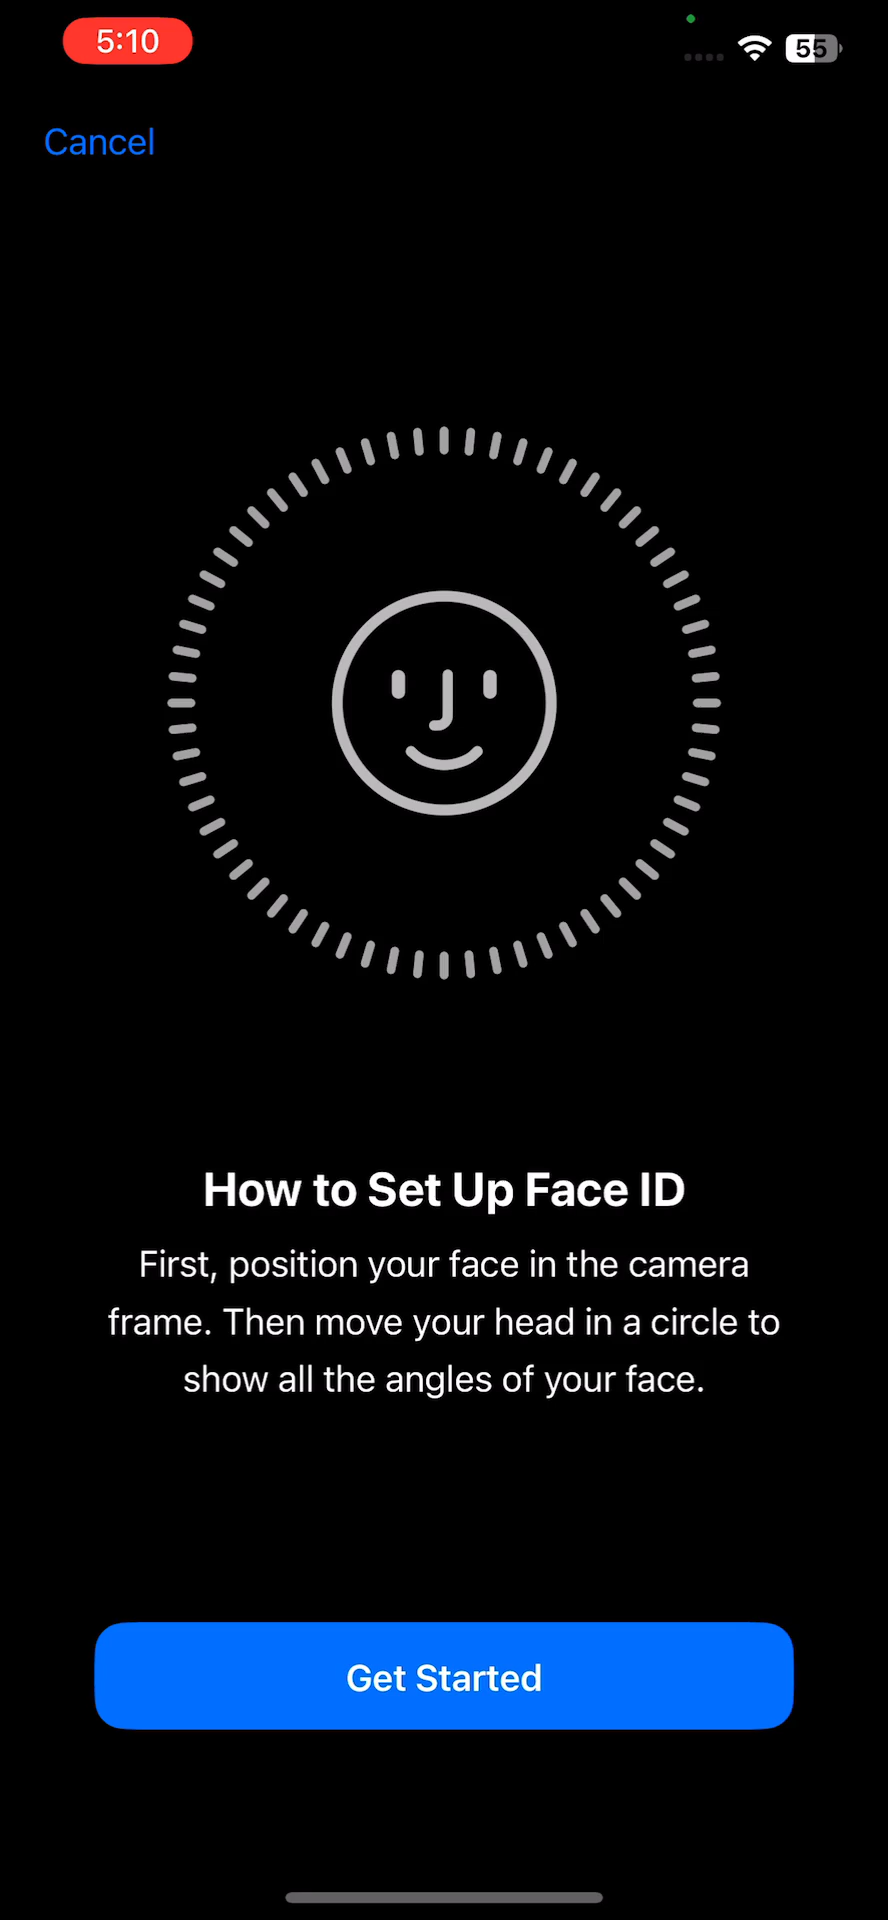 5:10
55
Cancel
How to Set Up Face ID
First, position your face in the camera
frame. Then move your head in a circle to
show all the angles of your face.
Get Started